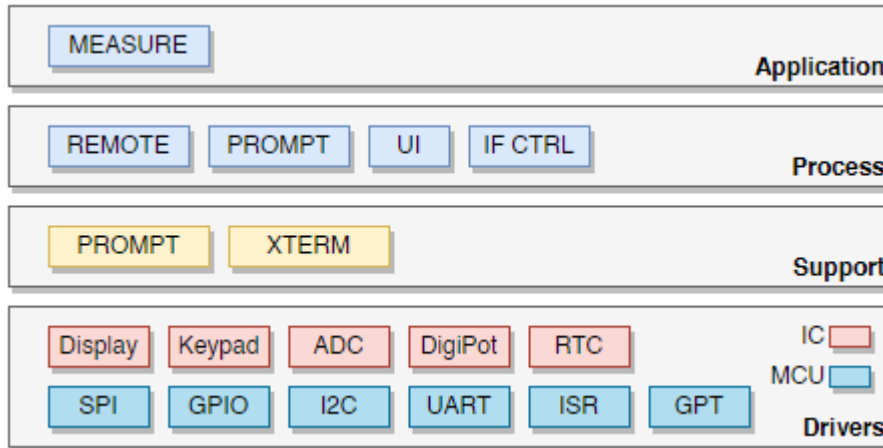 MEASURE
Application
REMOTE PROMPT UI IF CTRL
Process
PROMPT XTERM
Support
Display Keypad ADC DigiPot RTC IC
SPI GPIO I2C UART ISR GPT MCU
Drivers